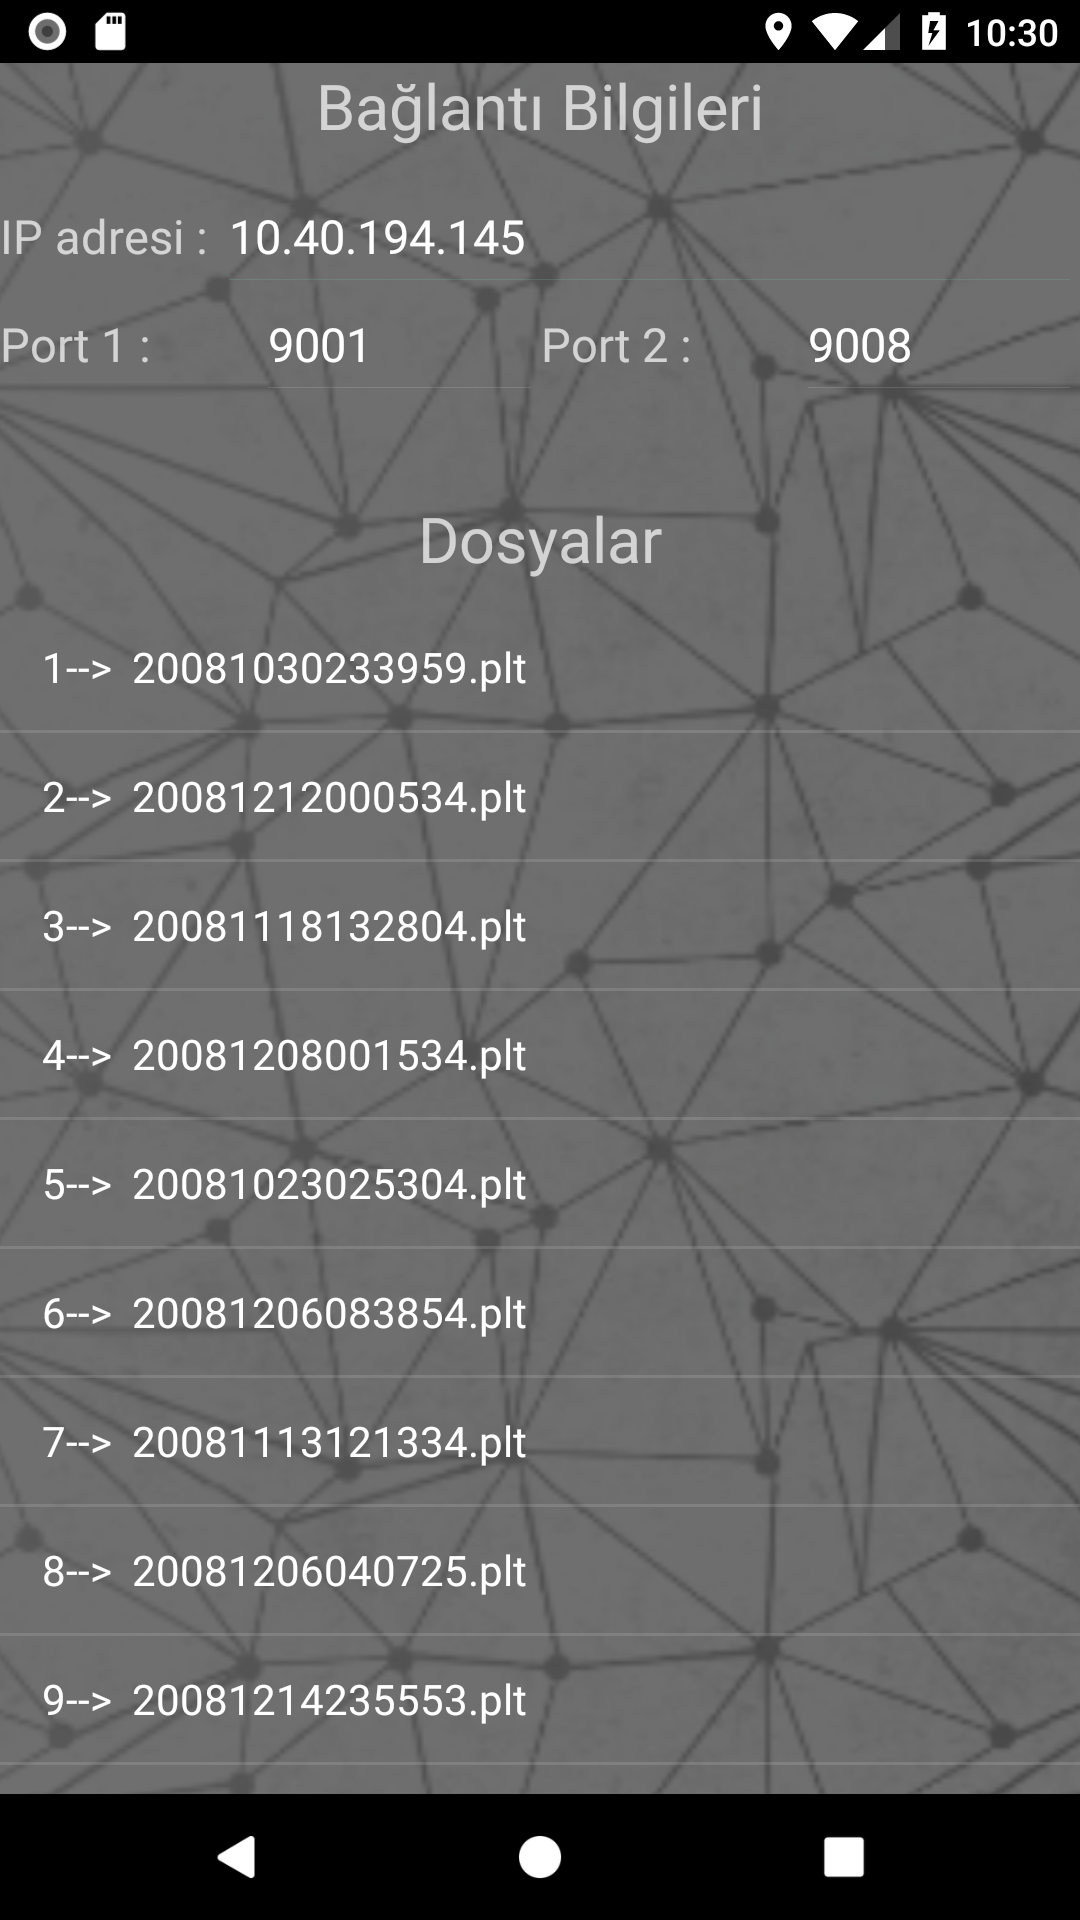 10:30
Bağlantı Bilgileri
IP adresi : 10.40.194.145
Port 1 : 9001 Port 2 : 9008
Dosyalar
1--> 20081030233959.plt
2--> 20081212000534.plt
3--> 20081118132804.plt
4--> 20081208001534.plt
5--> 20081023025304.plt
6--> 20081206083854.plt
7--> 20081113121334.plt
8--> 20081206040725.plt
9--> 20081214235553.plt